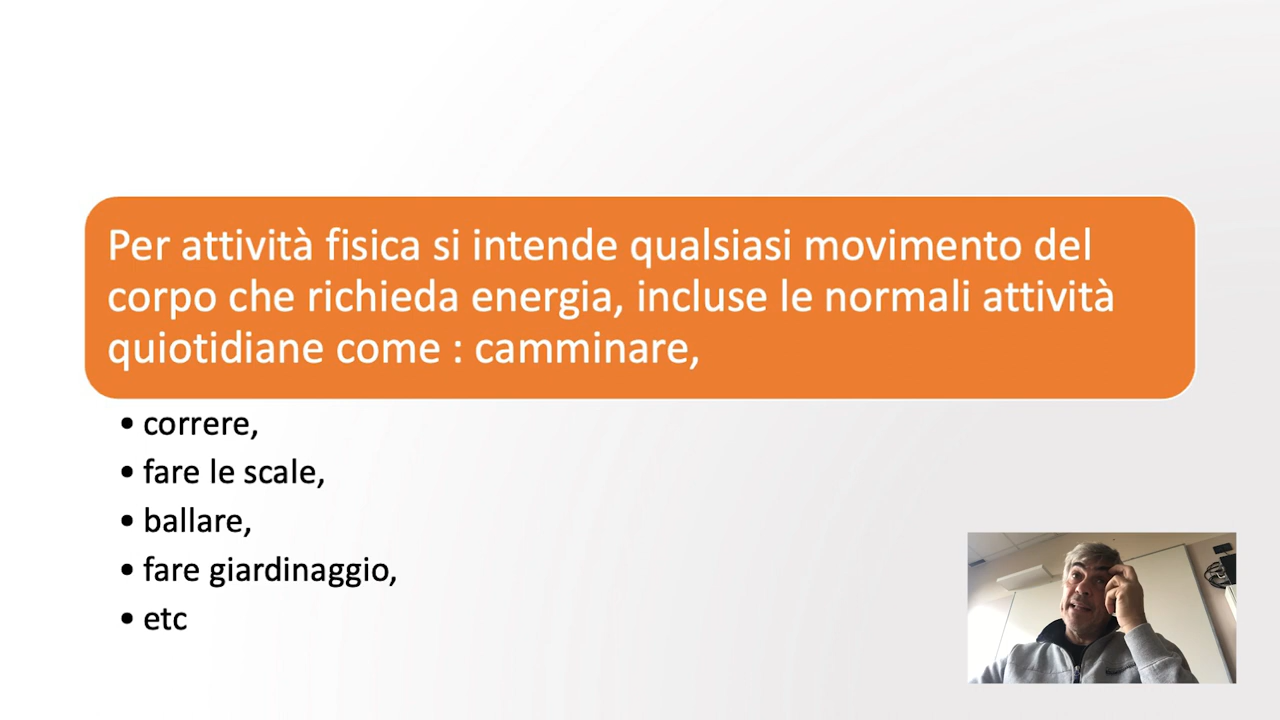 Per attività fisica si intende qualsiasi movimento del
corpo che richieda energia, incluse le normali attività
quiotidiane come : camminare,
• correre,
• fare le scale,
• ballare,
• fare giardinaggio,
• etc